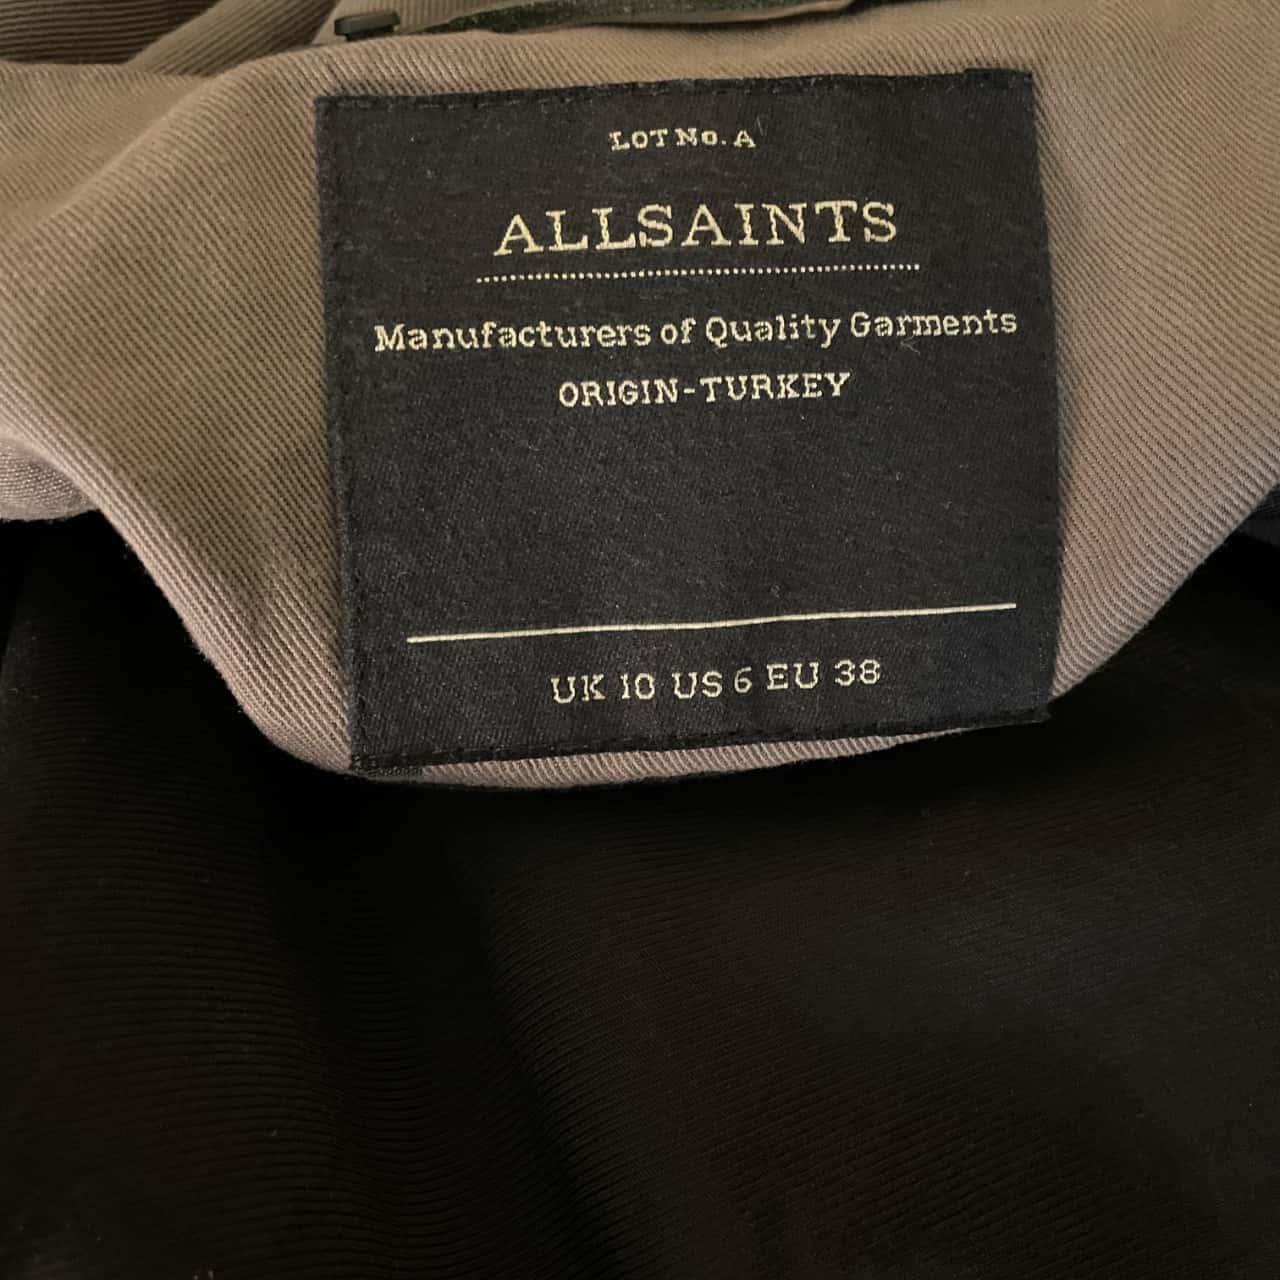 LOT No. A
ALLSAINTS
Manufacturers of Quality Garments
ORIGIN-TURKEY
UK 10 US 6 EU 38